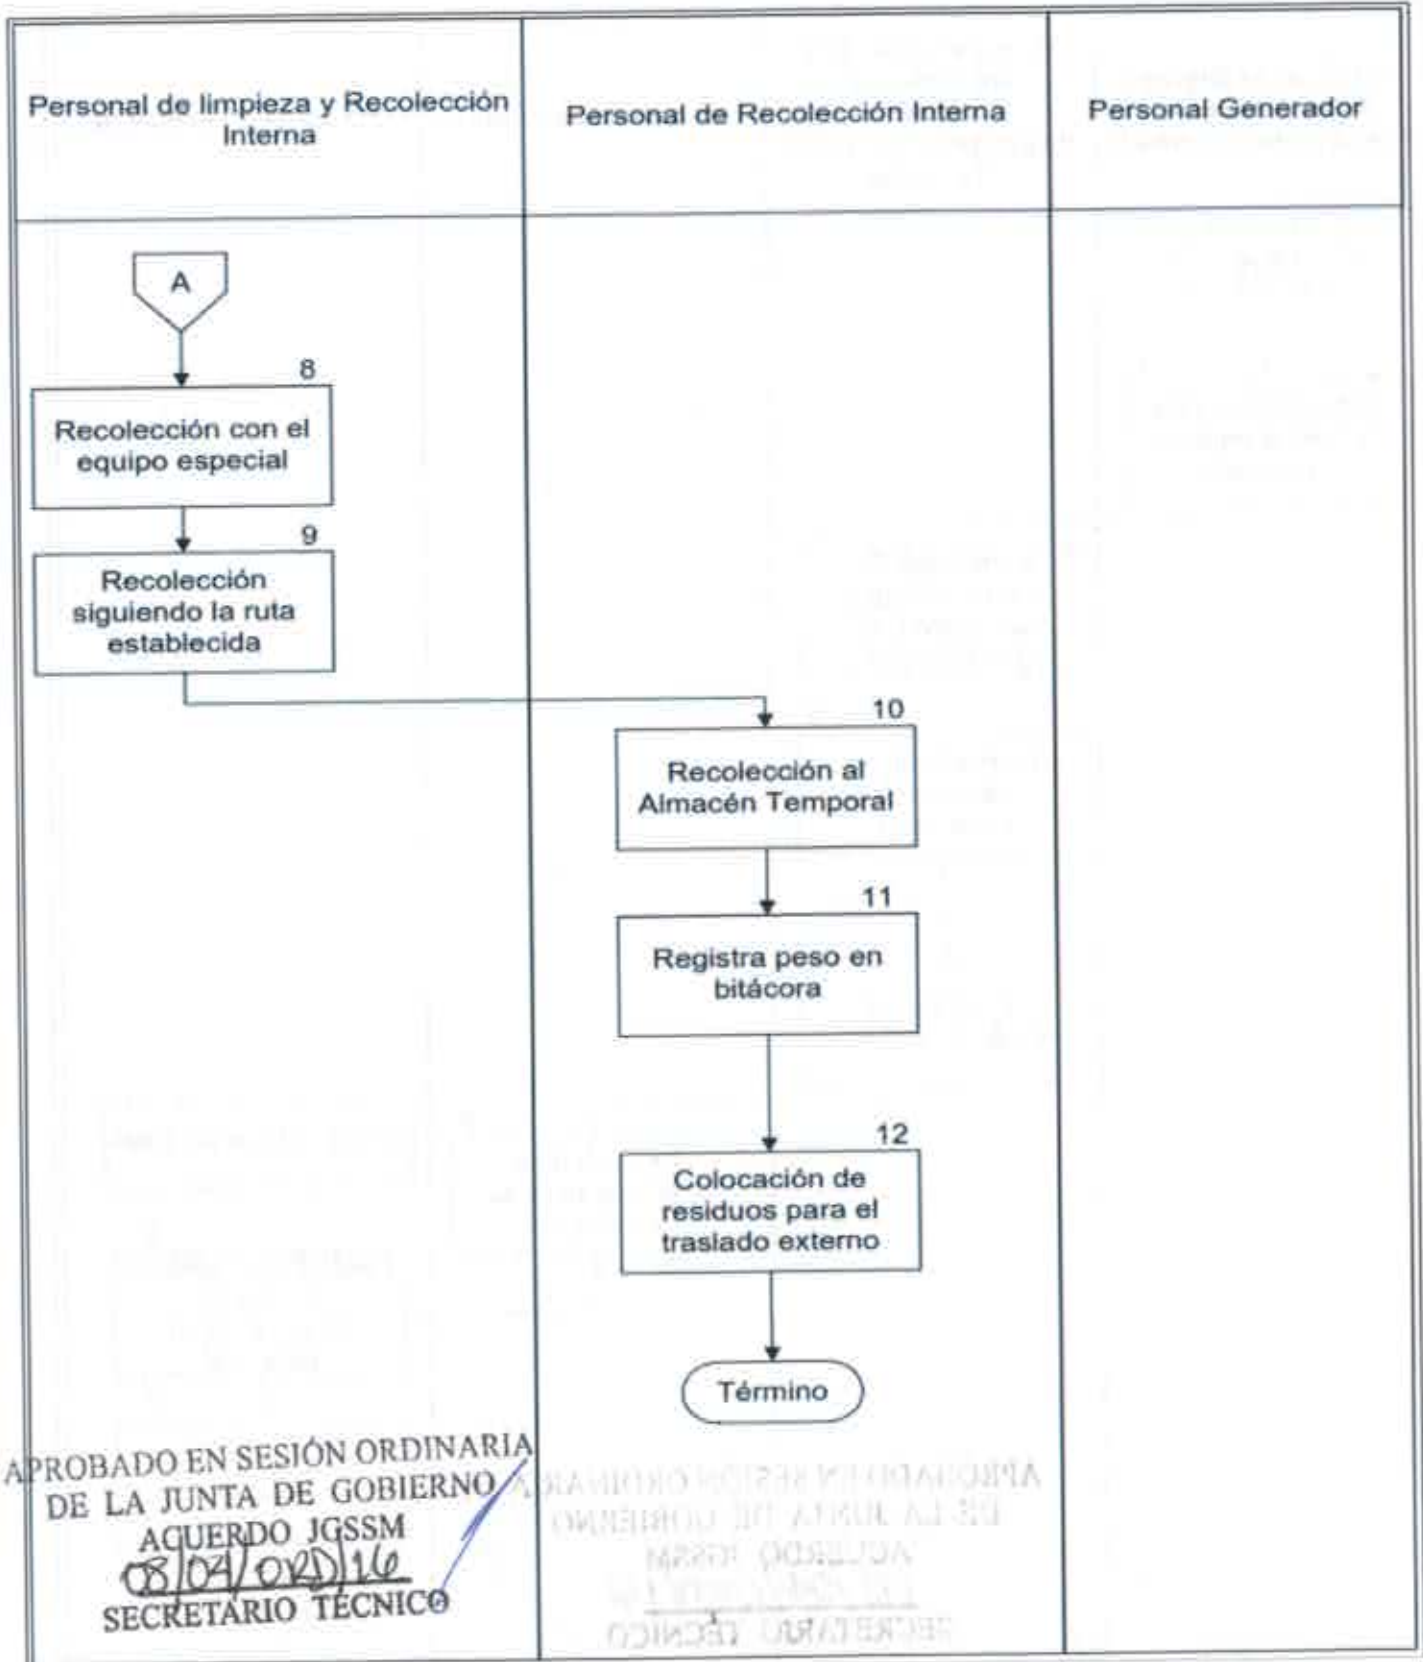 Personal de limpieza y Recolección
Interna
Personal de Recolección Interna
Personal Generador
A
8
Recolección con el
equipo especial
9
Recolección
siguiendo la ruta
establecida
10
Recolección al
Almacén Temporal
11
Registra peso en
bitácora
12
Colocación de
residuos para el
traslado externo
Término
APROBADO EN SESIÓN ORDINARIA
DE LA JUNTA DE GOBIERNO
ACUERDO JGSSM
08/04/ORD/16
SECRETARIO TÉCNICO